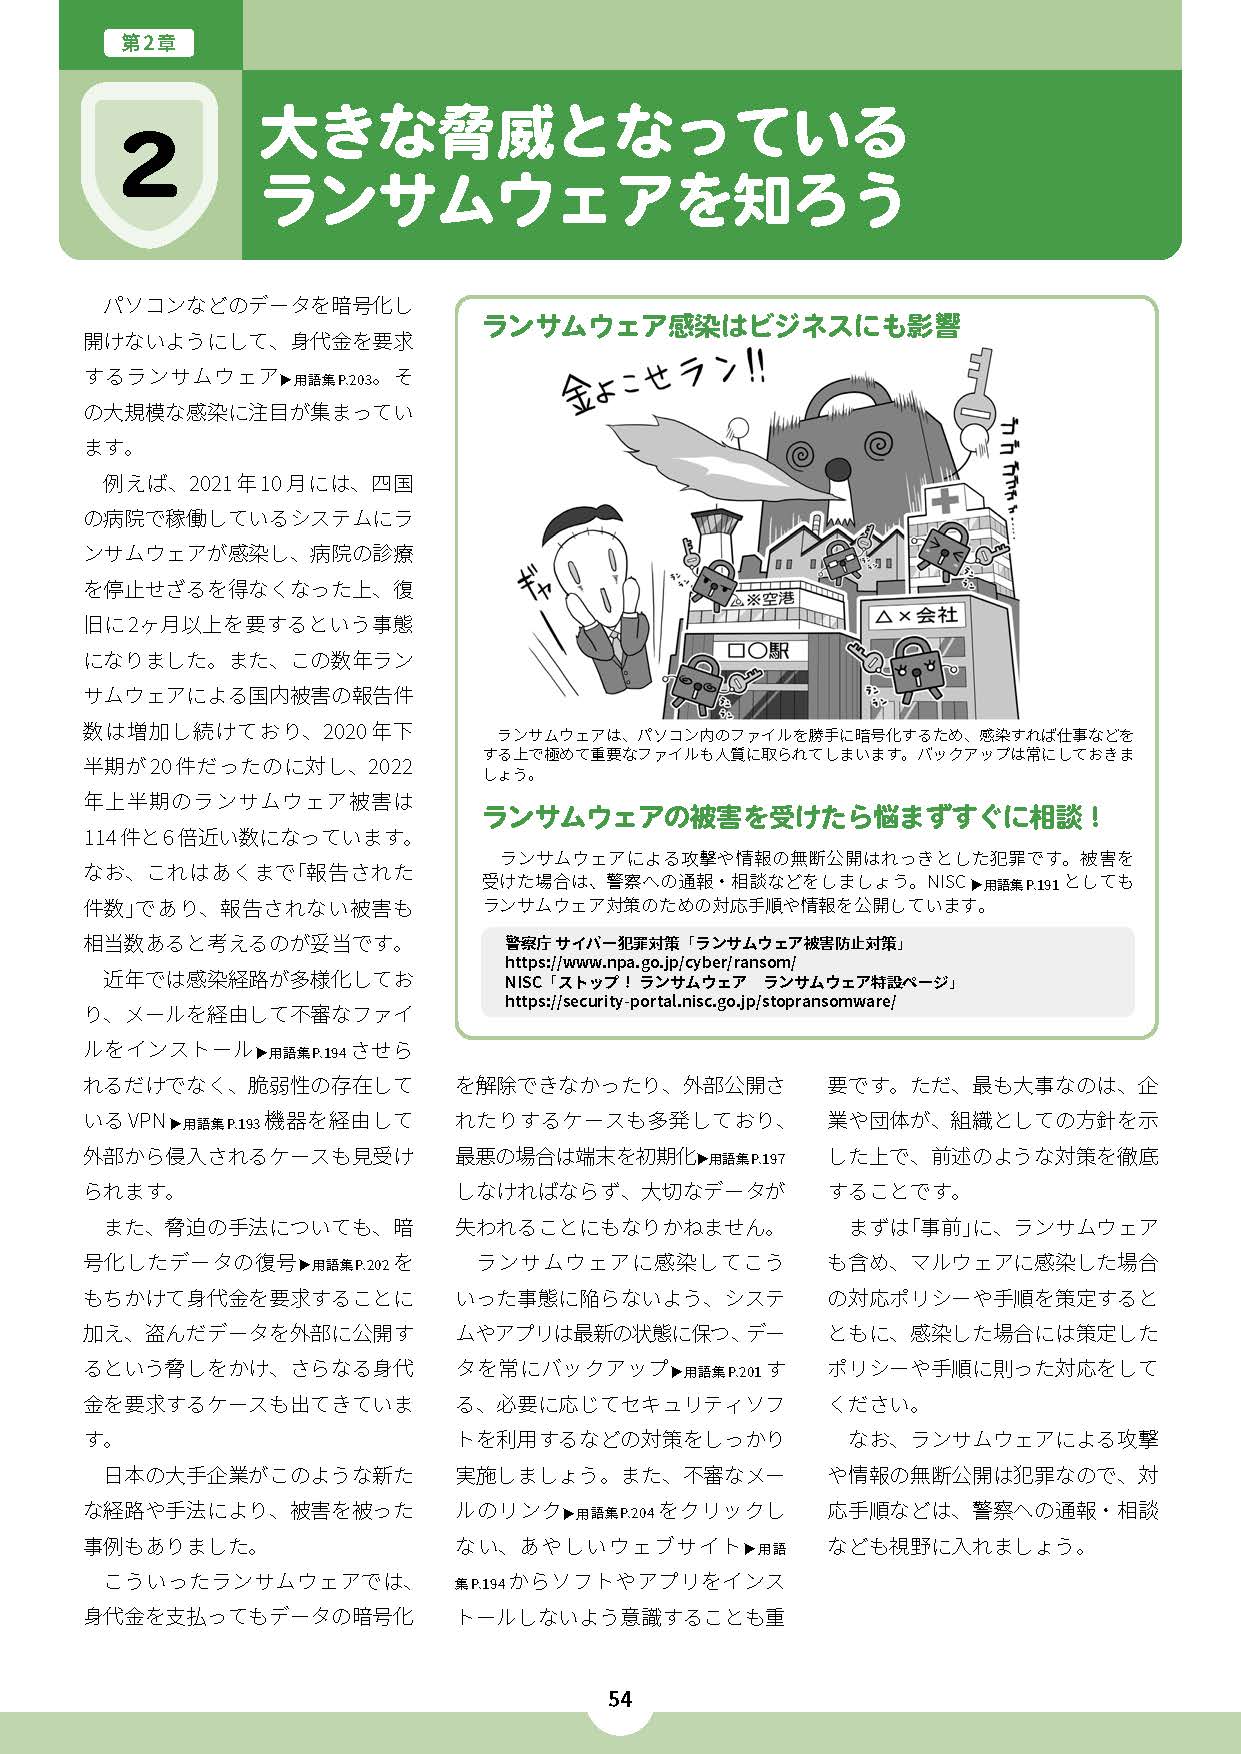 第2章
2
大きな脅威となっている
ランサムウェアを知ろう
パソコンなどのデータを暗号化し
開けないようにして、身代金を要求
するランサムウェア▶用語集P.203。そ
の大規模な感染に注目が集まってい
ます。
例えば、2021年10月には、四国
の病院で稼働しているシステムにラ
ンサムウェアが感染し、病院の診療
を停止せざるを得なくなった上、復
旧に2ヶ月以上を要するという事態
になりました。また、この数年ラン
サムウェアによる国内被害の報告件
数は増加し続けており、2020年下
半期が20件だったのに対し、2022
年上半期のランサムウェア被害は
114件と6倍近い数になっています。
なお、これはあくまで「報告された
件数」であり、報告されない被害も
相当数あると考えるのが妥当です。
近年では感染経路が多様化してお
り、メールを経由して不審なファイ
ルをインストール▶用語集P.194させら
れるだけでなく、脆弱性の存在して
いるVPN▶用語集P.193機器を経由して
外部から侵入されるケースも見受け
られます。
また、脅迫の手法についても、暗
号化したデータの復号▶用語集P.202を
もちかけて身代金を要求することに
加え、盗んだデータを外部に公開す
るという脅しをかけ、さらなる身代
金を要求するケースも出てきていま
す。
日本の大手企業がこのような新た
な経路や手法により、被害を被った
事例もありました。
こういったランサムウェアでは、
身代金を支払ってもデータの暗号化
ランサムウェア感染はビジネスにも影響
金よこせラン!!
ガガガガガガ…
ギャー
ランラン
△※空港
△×会社
□○駅
ランラン
ランラン
ランラン
ランサムウェアは、パソコン内のファイルを勝手に暗号化するため、感染すれば仕事などを
する上で極めて重要なファイルも人質に取られてしまいます。バックアップは常にしておきま
しょう。
ランサムウェアの被害を受けたら悩まずすぐに相談！
ランサムウェアによる攻撃や情報の無断公開はれっきとした犯罪です。被害を
受けた場合は、警察への通報・相談などをしましょう。NISC▶用語集P.191としても
ランサムウェア対策のための対応手順や情報を公開しています。
警察庁 サイバー犯罪対策「ランサムウェア被害防止対策」
https://www.npa.go.jp/cyber/ransom/
NISC「ストップ！ ランサムウェア　ランサムウェア特設ページ」
https://security-portal.nisc.go.jp/stopransomware/
を解除できなかったり、外部公開さ
れたりするケースも多発しており、
最悪の場合は端末を初期化▶用語集P.197
しなければならず、大切なデータが
失われることにもなりかねません。
ランサムウェアに感染してこう
いった事態に陥らないよう、システ
ムやアプリは最新の状態に保つ、デー
タを常にバックアップ▶用語集P.201す
る、必要に応じてセキュリティソフ
トを利用するなどの対策をしっかり
実施しましょう。また、不審なメー
ルのリンク▶用語集P.204をクリックし
ない、あやしいウェブサイト▶用語
集P.194からソフトやアプリをインス
トールしないよう意識することも重
要です。ただ、最も大事なのは、企
業や団体が、組織としての方針を示
した上で、前述のような対策を徹底
することです。
まずは「事前」に、ランサムウェア
も含め、マルウェアに感染した場合
の対応ポリシーや手順を策定すると
ともに、感染した場合には策定した
ポリシーや手順に則った対応をして
ください。
なお、ランサムウェアによる攻撃
や情報の無断公開は犯罪なので、対
応手順などは、警察への通報・相談
なども視野に入れましょう。
54